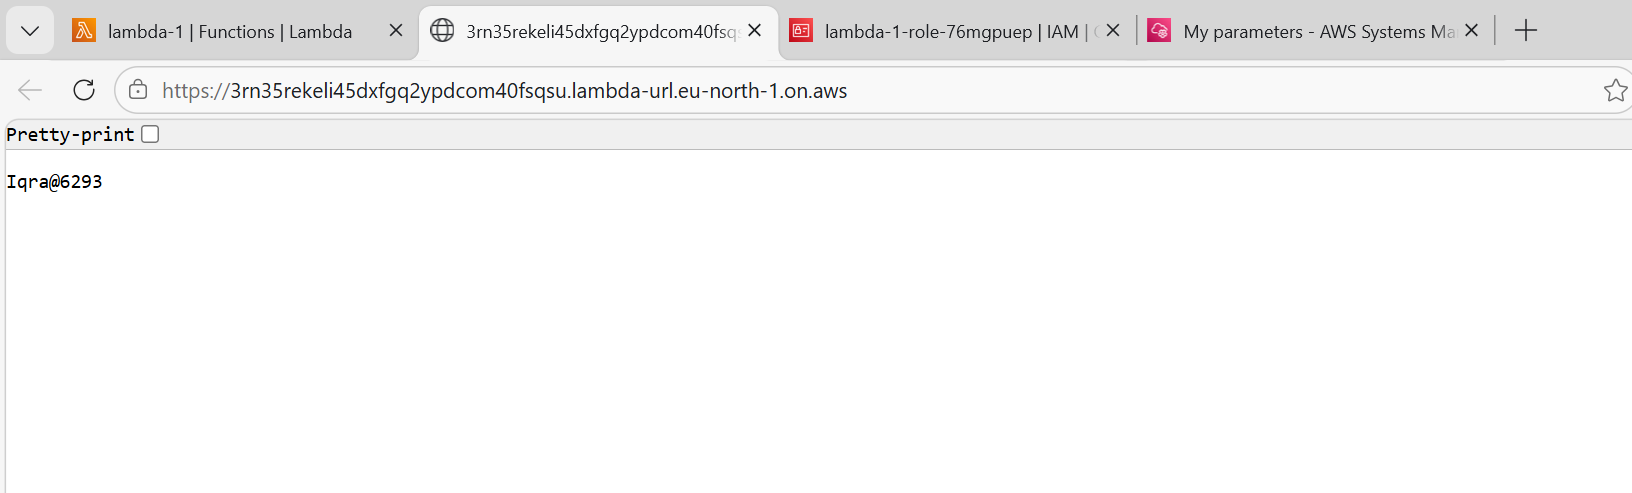 lambda-1 | Functions | Lambda
3rn35rekeli45dxfgq2ypdcom40fsqs
lambda-1-role-76mgpuep | IAM |
My parameters - AWS Systems Ma
https://3rn35rekeli45dxfgq2ypdcom40fsqsu.lambda-url.eu-north-1.on.aws
Pretty-print
Iqra@6293